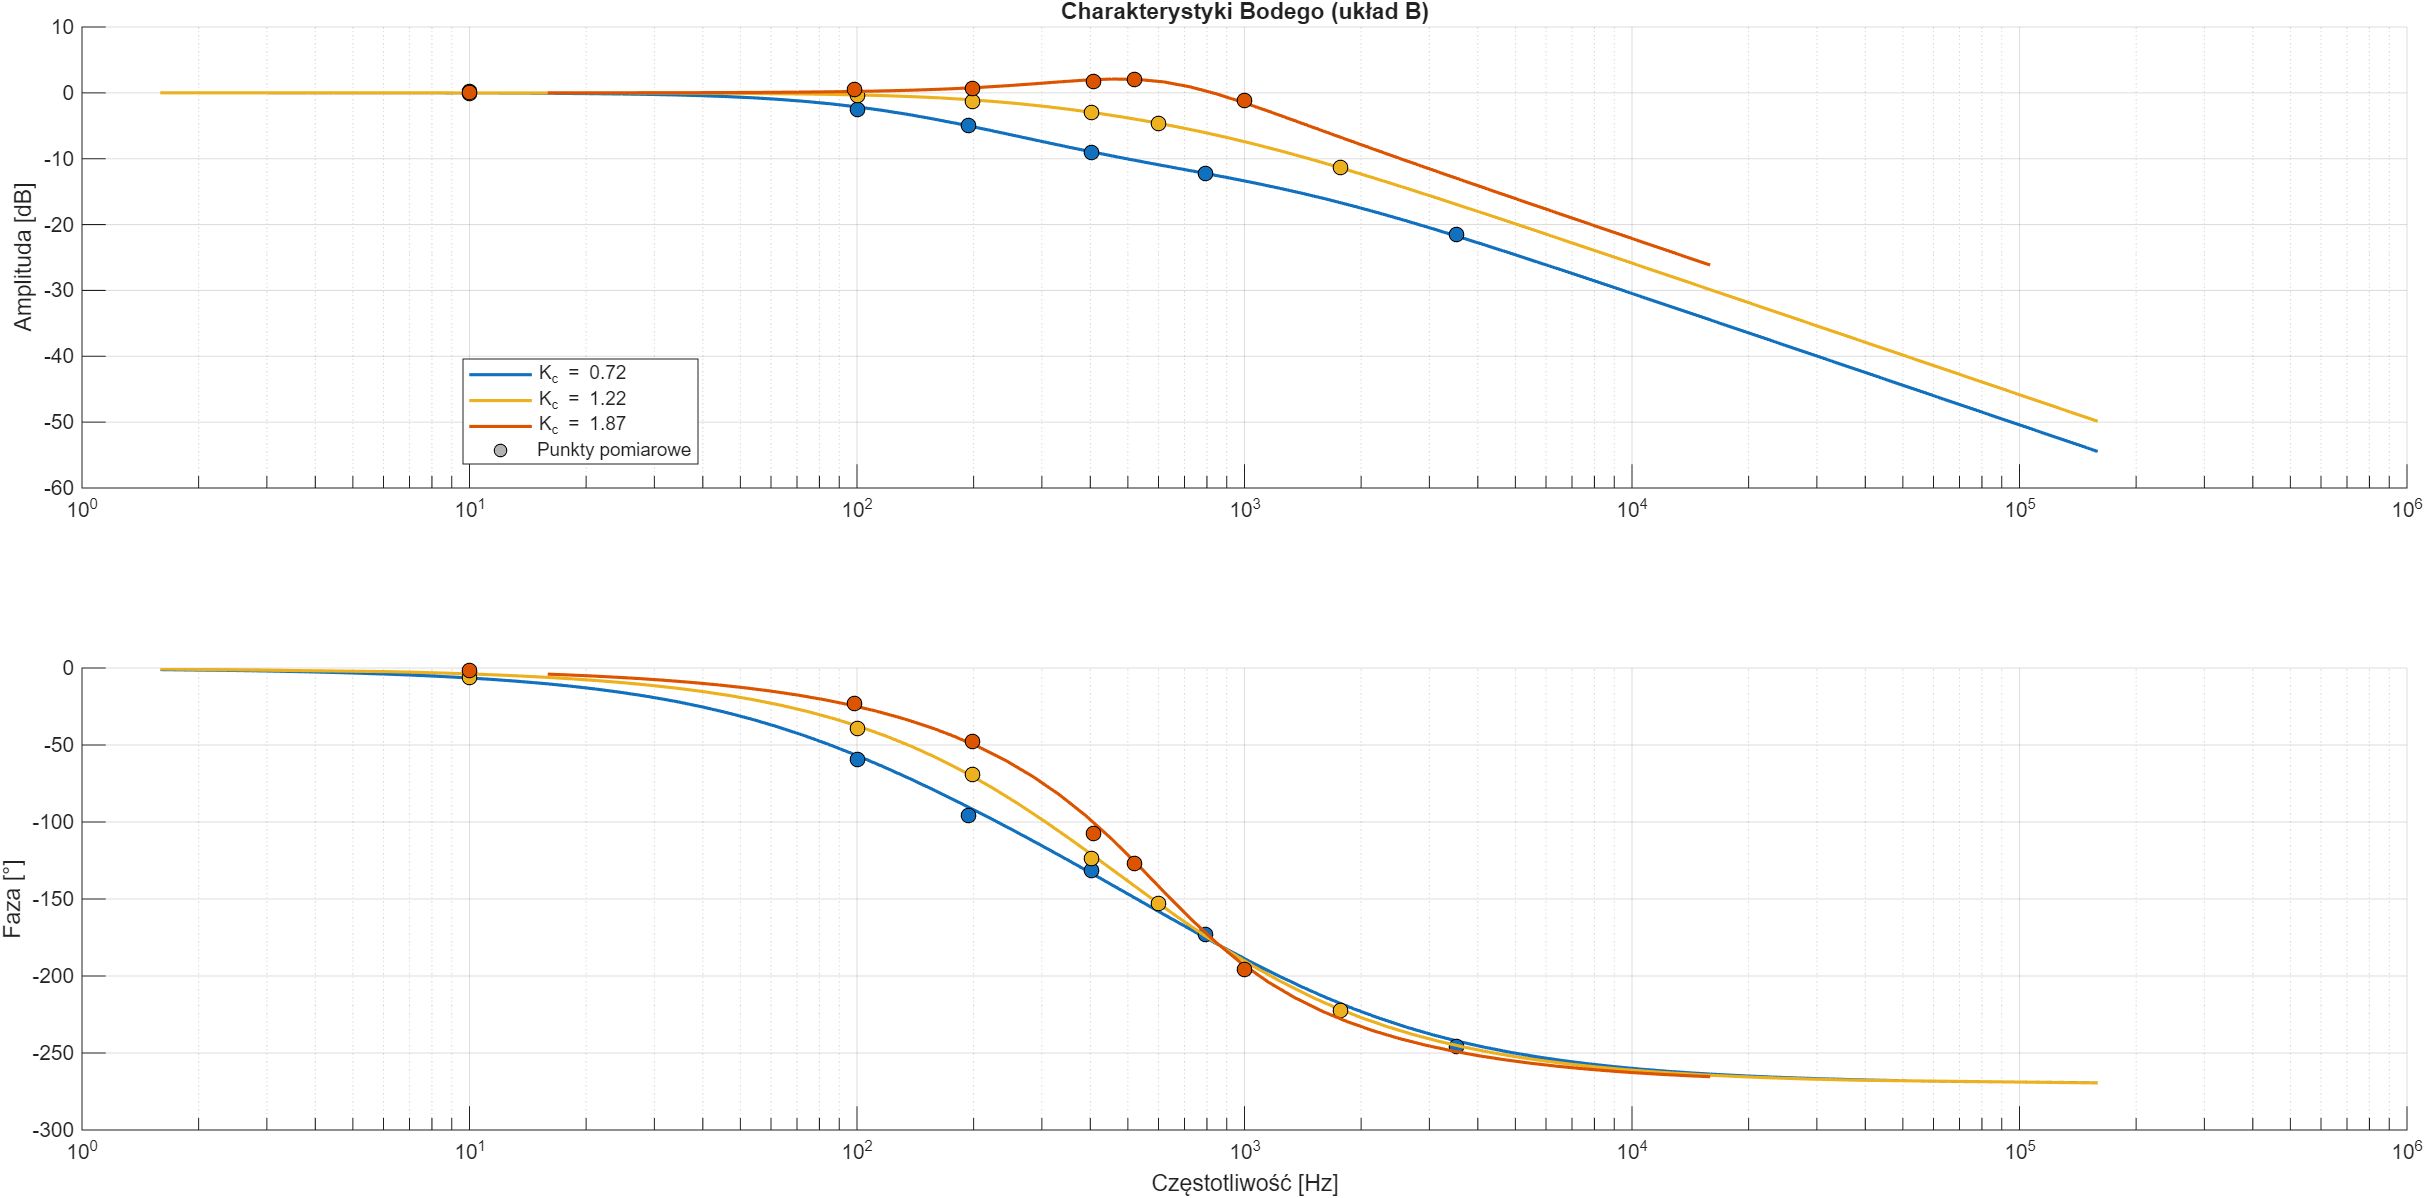 Charakterystyki Bodego (układ B)
10
0
-10
-20
-30
-40
-50
-60
Amplituda [dB]
K_c = 0.72
K_c = 1.22
K_c = 1.87
Punkty pomiarowe
10^0 10^1 10^2 10^3 10^4 10^5 10^6
0
-50
-100
-150
-200
-250
-300
Faza [°]
10^0 10^1 10^2 10^3 10^4 10^5 10^6
Częstotliwość [Hz]